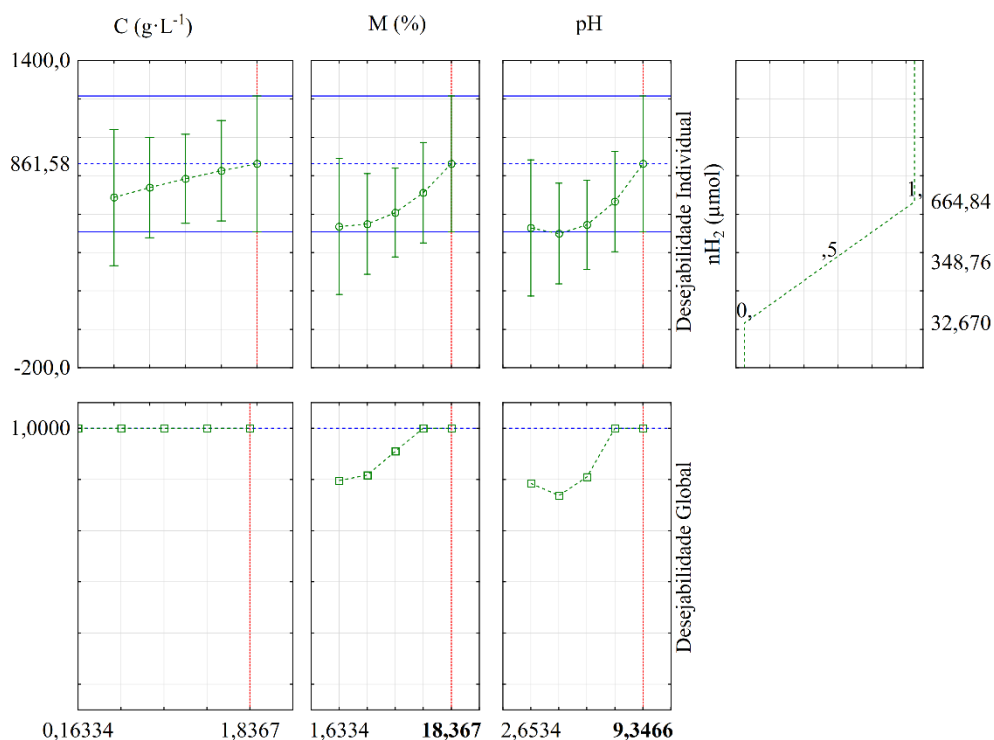 C (g·L⁻¹)
M (%)
pH
1400,0
861,58
-200,0
Desejabilidade Individual
nH₂ (µmol)
1,
,5
0,
664,84
348,76
32,670
1,0000
Desejabilidade Global
0,16334
1,8367
1,6334
18,367
2,6534
9,3466